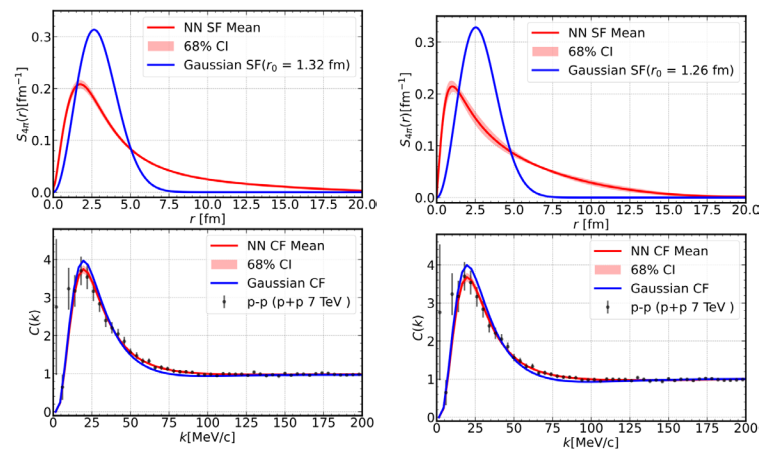 NN SF Mean
68% CI
Gaussian SF(r₀ = 1.32 fm)
S₄π(r)[fm⁻¹]
0.3
0.2
0.1
0.0
0 2.5 5.0 7.5 10.0 12.5 15.0 17.5 20.0
r [fm]
NN SF Mean
68% CI
Gaussian SF(r₀ = 1.26 fm)
S₄π(r)[fm⁻¹]
0.3
0.2
0.1
0.0
0.0 2.5 5.0 7.5 10.0 12.5 15.0 17.5 20.0
r [fm]
NN CF Mean
68% CI
Gaussian CF
p-p (p+p 7 TeV )
C(k)
4
3
2
1
0
0 25 50 75 100 125 150 175 200
k[MeV/c]
NN CF Mean
68% CI
Gaussian CF
p-p (p+p 7 TeV )
C(k)
4
3
2
1
0
0 25 50 75 100 125 150 175 200
k[MeV/c]